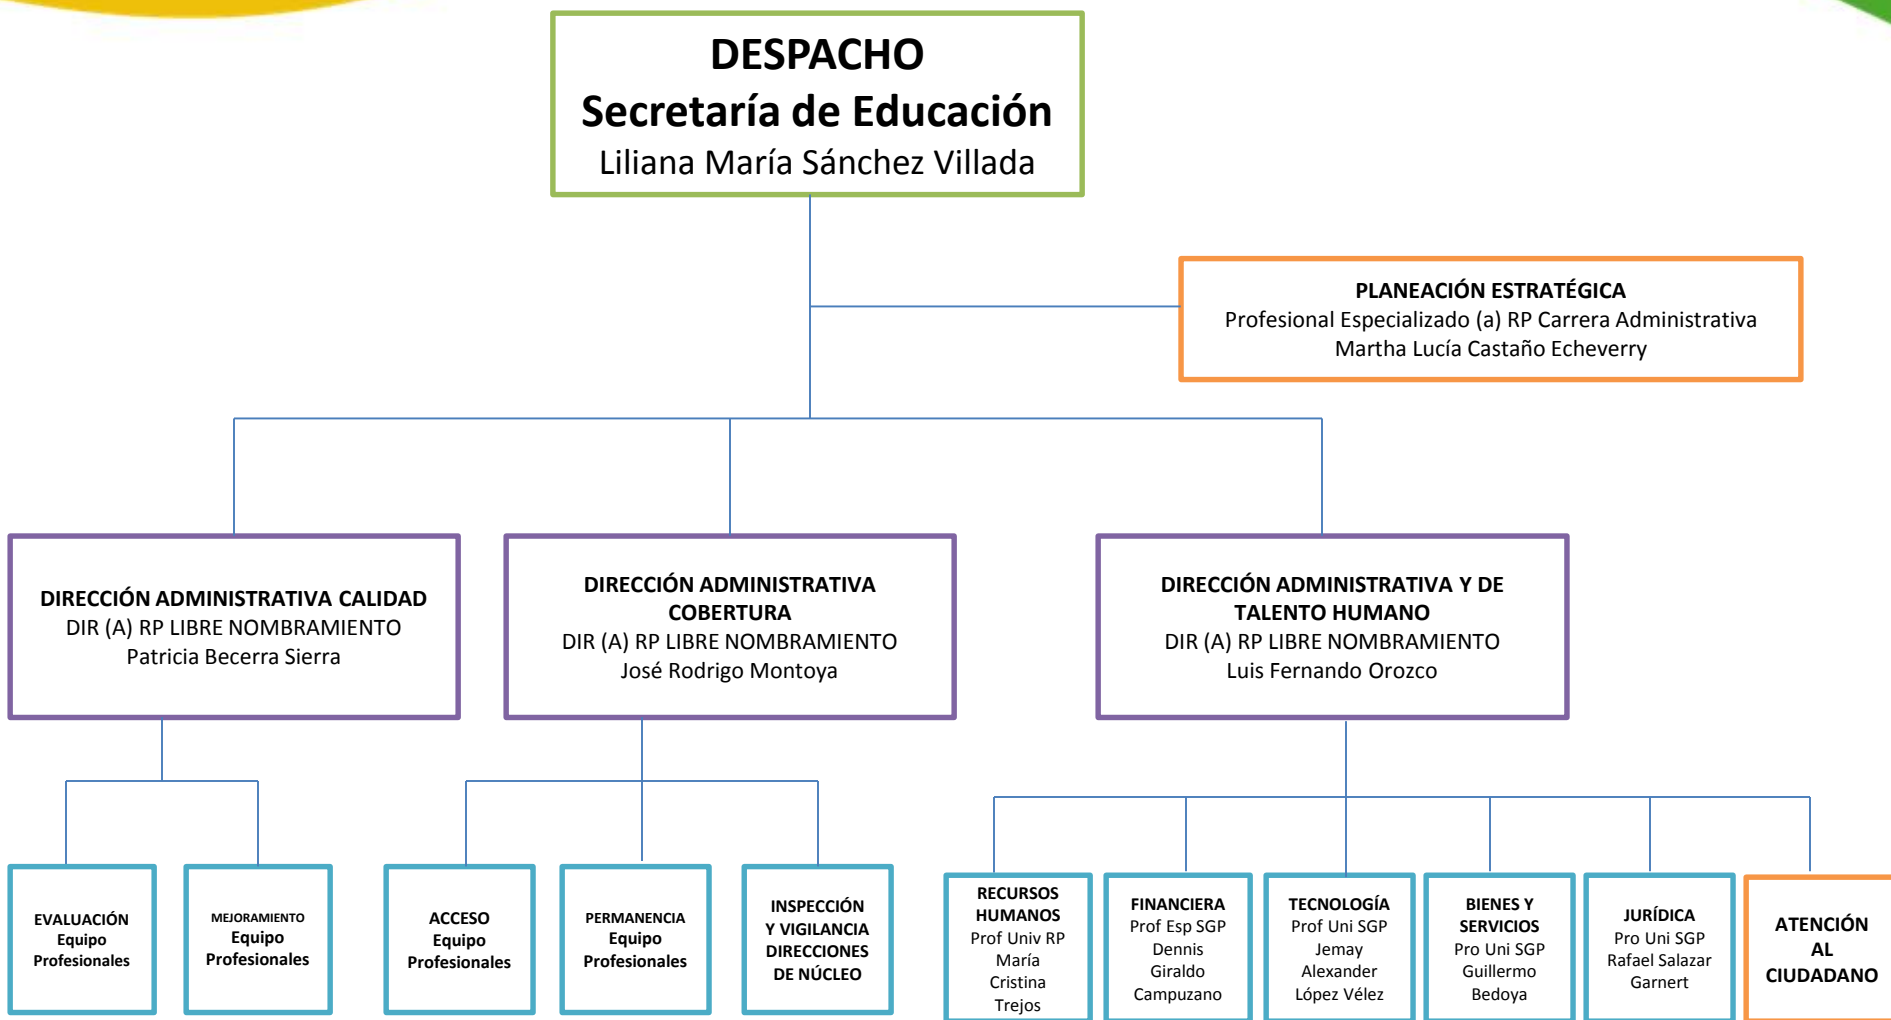 DESPACHO
Secretaría de Educación
Liliana María Sánchez Villada
PLANEACIÓN ESTRATÉGICA
Profesional Especializado (a) RP Carrera Administrativa
Martha Lucía Castaño Echeverry
DIRECCIÓN ADMINISTRATIVA CALIDAD
DIR (A) RP LIBRE NOMBRAMIENTO
Patricia Becerra Sierra
DIRECCIÓN ADMINISTRATIVA
COBERTURA
DIR (A) RP LIBRE NOMBRAMIENTO
José Rodrigo Montoya
DIRECCIÓN ADMINISTRATIVA Y DE
TALENTO HUMANO
DIR (A) RP LIBRE NOMBRAMIENTO
Luis Fernando Orozco
EVALUACIÓN
Equipo
Profesionales
MEJORAMIENTO
Equipo
Profesionales
ACCESO
Equipo
Profesionales
PERMANENCIA
Equipo
Profesionales
INSPECCIÓN
Y VIGILANCIA
DIRECCIONES
DE NÚCLEO
RECURSOS
HUMANOS
Prof Univ RP
María
Cristina
Trejos
FINANCIERA
Prof Esp SGP
Dennis
Giraldo
Campuzano
TECNOLOGÍA
Prof Uni SGP
Jemay
Alexander
López Vélez
BIENES Y
SERVICIOS
Pro Uni SGP
Guillermo
Bedoya
JURÍDICA
Pro Uni SGP
Rafael Salazar
Garnert
ATENCIÓN
AL
CIUDADANO